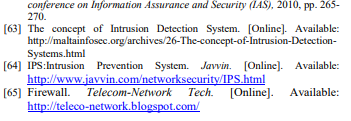 conference on Information Assurance and Security (IAS), 2010, pp. 265-
270.
[63] The concept of Intrusion Detection System. [Online]. Available:
http://maltainfosec.org/archives/26-The-concept-of-Intrusion-Detection-
Systems.html
[64] IPS:Intrusion Prevention System. Javvin. [Online]. Available:
http://www.javvin.com/networksecurity/IPS.html
[65] Firewall. Telecom-Network Tech. [Online]. Available:
http://teleco-network.blogspot.com/